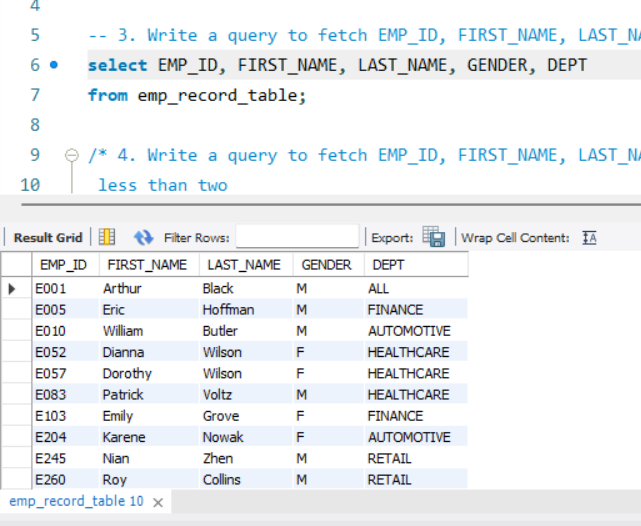 4
5 -- 3. Write a query to fetch EMP_ID, FIRST_NAME, LAST_NA
6 select EMP_ID, FIRST_NAME, LAST_NAME, GENDER, DEPT
7 from emp_record_table;
8
9 /* 4. Write a query to fetch EMP_ID, FIRST_NAME, LAST_NA
10 less than two
Result Grid Filter Rows: Export: Wrap Cell Content: IA
EMP_ID FIRST_NAME LAST_NAME GENDER DEPT
E001 Arthur Black M ALL
E005 Eric Hoffman M FINANCE
E010 William Butler M AUTOMOTIVE
E052 Dianna Wilson F HEALTHCARE
E057 Dorothy Wilson F HEALTHCARE
E083 Patrick Voltz M HEALTHCARE
E103 Emily Grove F FINANCE
E204 Karene Nowak F AUTOMOTIVE
E245 Nian Zhen M RETAIL
E260 Roy Collins M RETAIL
emp_record_table 10